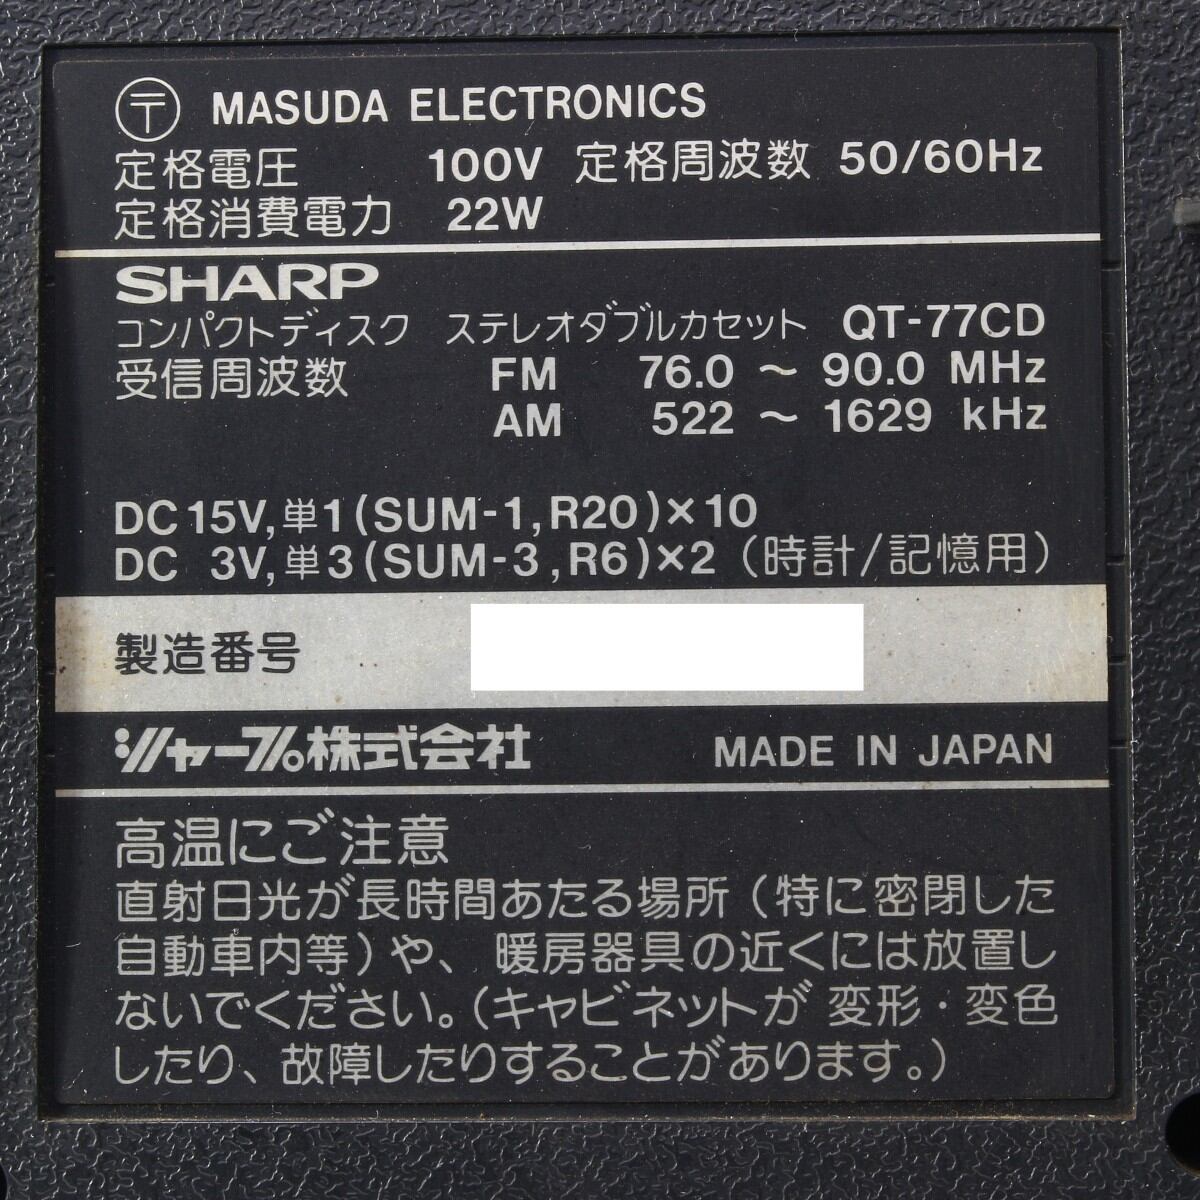 〒 MASUDA ELECTRONICS
定格電圧 100V 定格周波数 50/60Hz
定格消費電力 22W
SHARP
コンパクトディスク ステレオダブルカセット QT-77CD
受信周波数 FM 76.0 ～ 90.0 MHz
AM 522 ～ 1629 kHz
DC 15V,単1(SUM-1,R20)×10
DC 3V,単3(SUM-3,R6)×2 (時計/記憶用)
製造番号
シャープ株式会社 MADE IN JAPAN
高温にご注意
直射日光が長時間あたる場所(特に密閉した
自動車内等)や、暖房器具の近くには放置し
ないでください。(キャビネットが変形・変色
したり、故障したりすることがあります。)